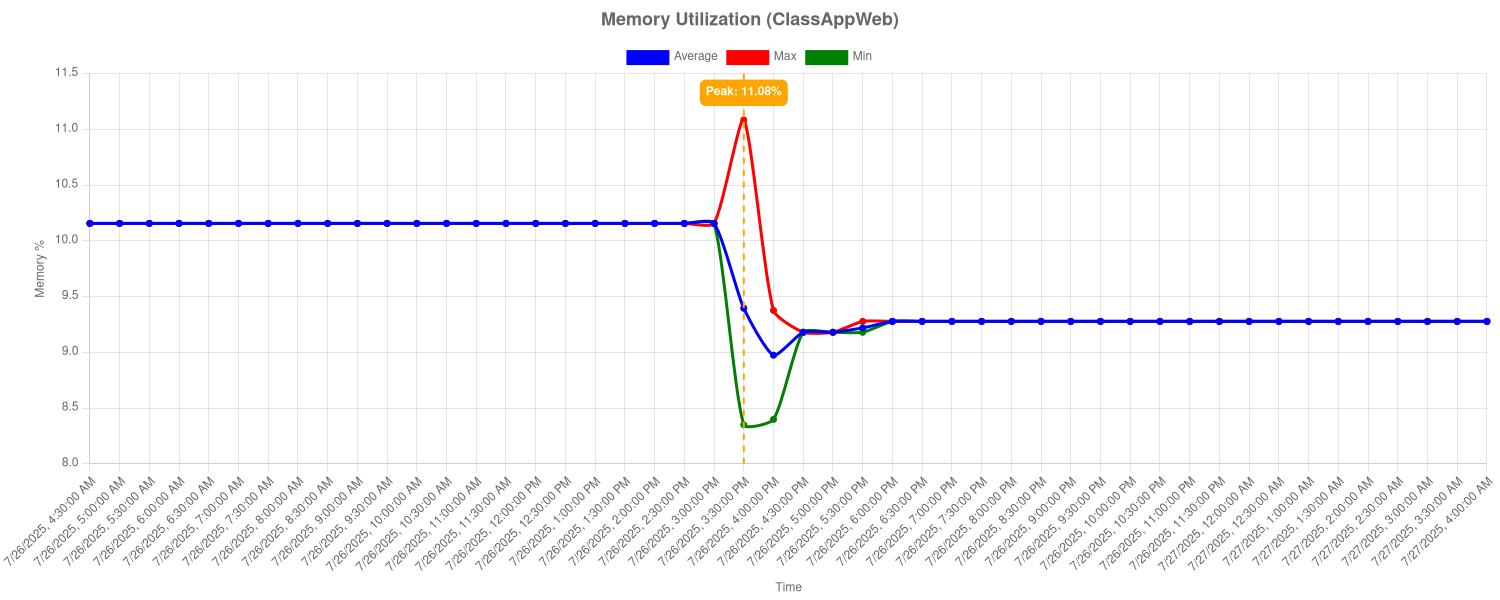 Memory Utilization (ClassAppWeb)
Average Max Min
11.5
Peak: 11.08%
11.0
10.5
10.0
9.5
9.0
8.5
8.0
Memory %
7/26/2025, 4:30:00 AM
7/26/2025, 5:00:00 AM
7/26/2025, 5:30:00 AM
7/26/2025, 6:00:00 AM
7/26/2025, 6:30:00 AM
7/26/2025, 7:00:00 AM
7/26/2025, 7:30:00 AM
7/26/2025, 8:00:00 AM
7/26/2025, 8:30:00 AM
7/26/2025, 9:00:00 AM
7/26/2025, 9:30:00 AM
7/26/2025, 10:00:00 AM
7/26/2025, 10:30:00 AM
7/26/2025, 11:00:00 AM
7/26/2025, 11:30:00 AM
7/26/2025, 12:00:00 PM
7/26/2025, 12:30:00 PM
7/26/2025, 1:00:00 PM
7/26/2025, 1:30:00 PM
7/26/2025, 2:00:00 PM
7/26/2025, 2:30:00 PM
7/26/2025, 3:00:00 PM
7/26/2025, 3:30:00 PM
7/26/2025, 4:00:00 PM
7/26/2025, 4:30:00 PM
7/26/2025, 5:00:00 PM
7/26/2025, 5:30:00 PM
7/26/2025, 6:00:00 PM
7/26/2025, 6:30:00 PM
7/26/2025, 7:00:00 PM
7/26/2025, 7:30:00 PM
7/26/2025, 8:00:00 PM
7/26/2025, 8:30:00 PM
7/26/2025, 9:00:00 PM
7/26/2025, 9:30:00 PM
7/26/2025, 10:00:00 PM
7/26/2025, 10:30:00 PM
7/26/2025, 11:00:00 PM
7/26/2025, 11:30:00 PM
7/27/2025, 12:00:00 AM
7/27/2025, 12:30:00 AM
7/27/2025, 1:00:00 AM
7/27/2025, 1:30:00 AM
7/27/2025, 2:00:00 AM
7/27/2025, 2:30:00 AM
7/27/2025, 3:00:00 AM
7/27/2025, 3:30:00 AM
7/27/2025, 4:00:00 AM
Time